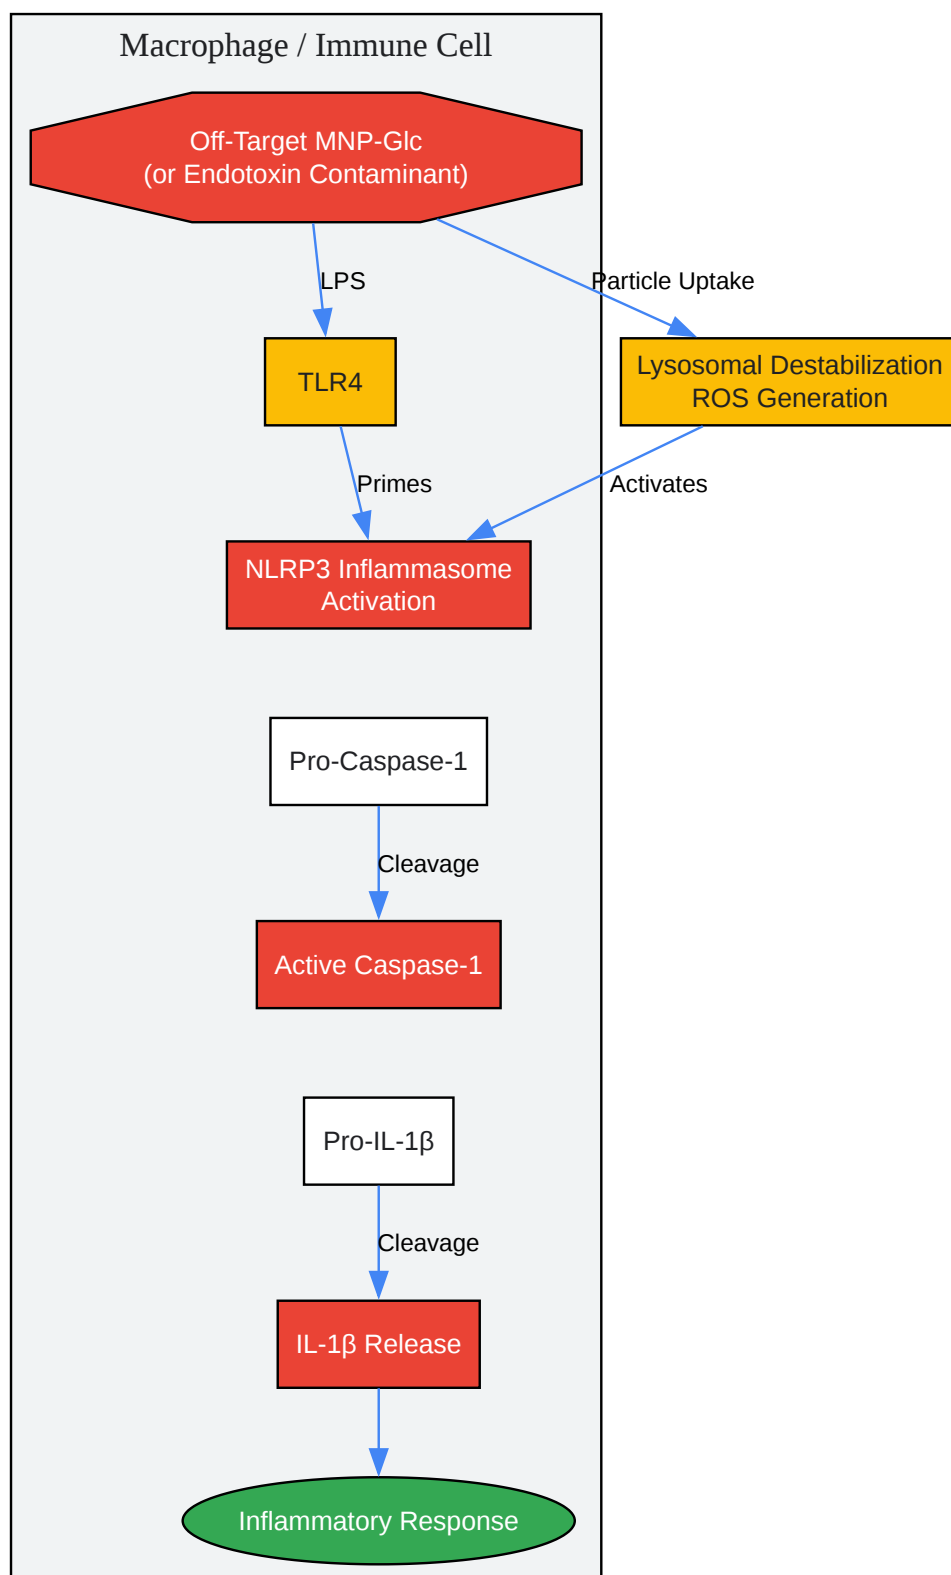 Macrophage / Immune Cell
Off-Target MNP-Glc
(or Endotoxin Contaminant)
LPS
Particle Uptake
TLR4
Lysosomal Destabilization
ROS Generation
Primes
Activates
NLRP3 Inflammasome
Activation
Pro-Caspase-1
Cleavage
Active Caspase-1
Pro-IL-1β
Cleavage
IL-1β Release
Inflammatory Response